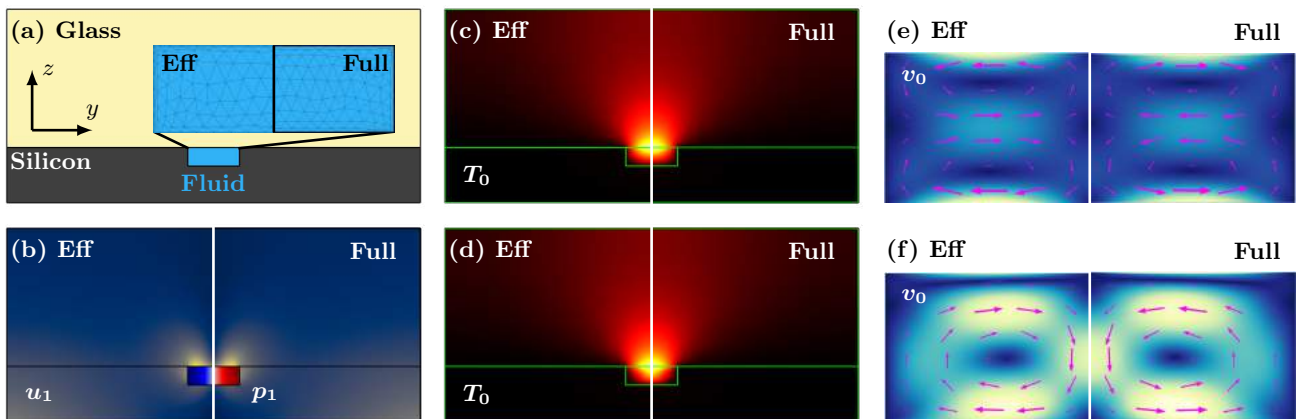 (a) Glass
Eff
Full
z
y
Silicon
Fluid
(b) Eff
Full
u₁
p₁
(c) Eff
Full
T₀
(d) Eff
Full
T₀
(e) Eff
Full
v₀
(f) Eff
Full
v₀